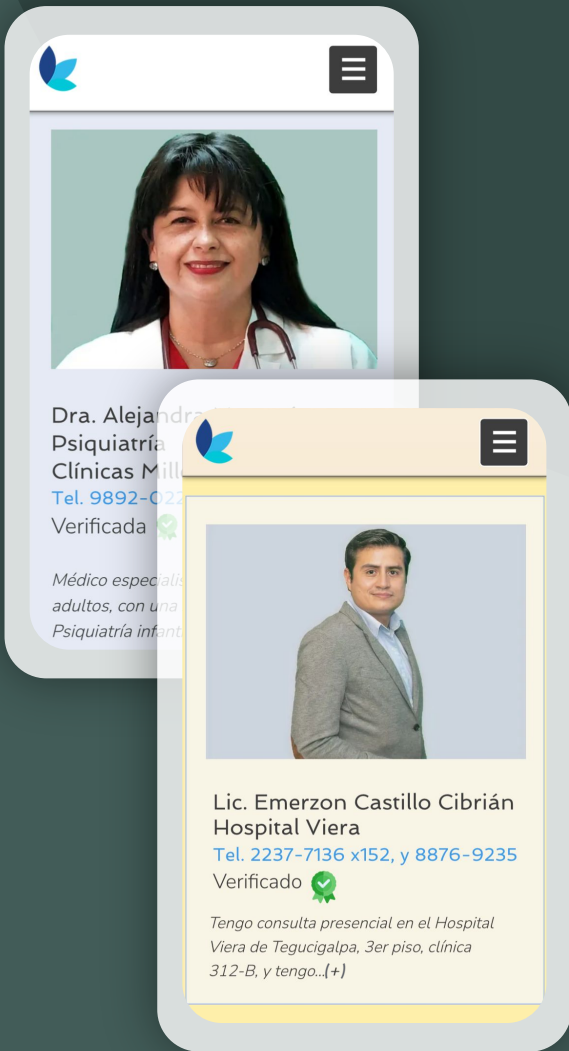 Dra. Alejandra
Psiquiatría
Clínicas
Tel. 9892-022
Verificada
Médico
adultos, con una
Psiquiatría
Lic. Emerzon Castillo Cibrián
Hospital Viera
Tel. 2237-7136 x152, y 8876-9235
Verificado
Tengo consulta presencial en el Hospital
Viera de Tegucigalpa, 3er piso, clínica
312-B, y tengo...(+)